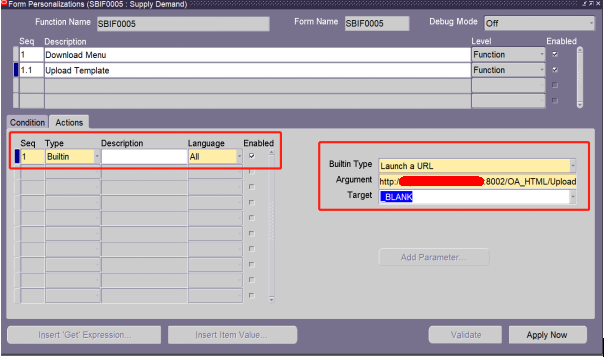 Form Personalizations (SBIF0005 : Supply Demand)
Function Name SBIF0005 Form Name SBIF0005 Debug Mode Off
Seq Description Level Enabled
1 Download Menu Function
1.1 Upload Template Function
Condition Actions
Seq Type Description Language Enabled
1 Builtin All
Builtin Type Launch a URL
Argument http:/ :8002/OA_HTML/Upload
Target _BLANK
Add Parameter...
Insert 'Get' Expression... Insert Item Value... Validate Apply Now